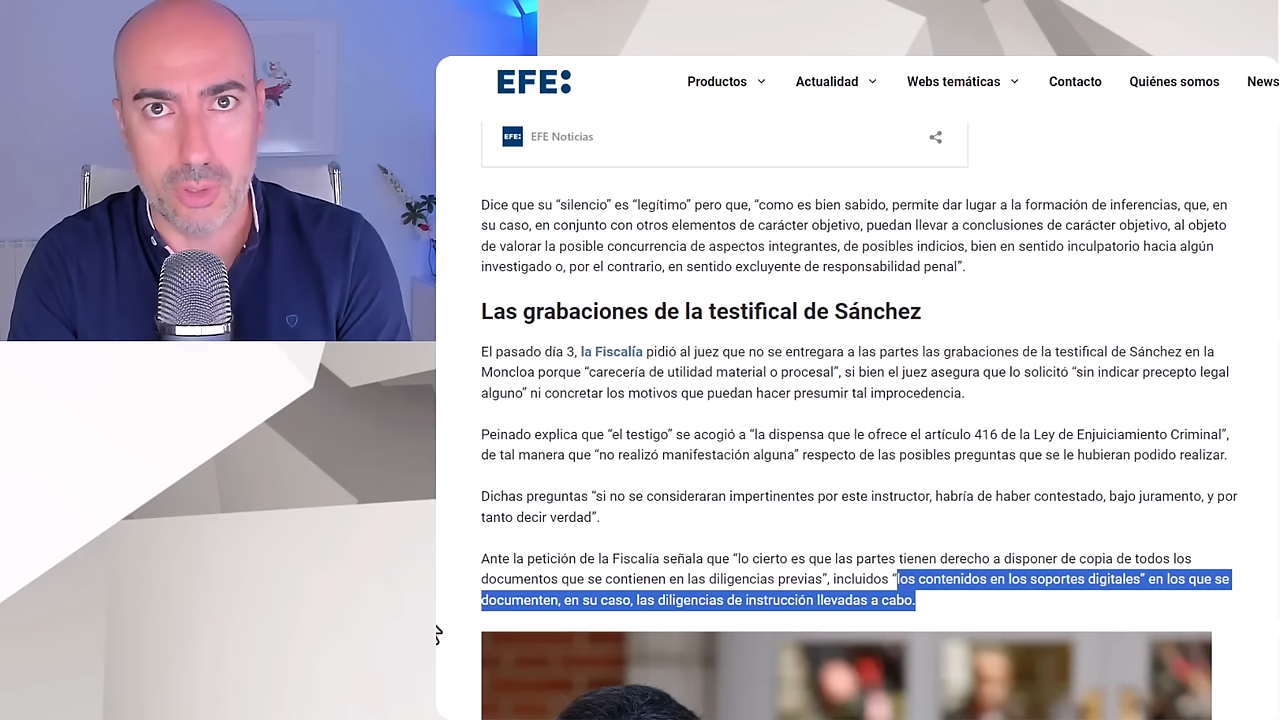 EFE:
Productos
Actualidad
Webs temáticas
Contacto
Quiénes somos
News
EFE:
EFE Noticias
Dice que su “silencio” es “legítimo” pero que, “como es bien sabido, permite dar lugar a la formación de inferencias, que, en
su caso, en conjunto con otros elementos de carácter objetivo, puedan llevar a conclusiones de carácter objetivo, al objeto
de valorar la posible concurrencia de aspectos integrantes, de posibles indicios, bien en sentido inculpatorio hacia algún
investigado o, por el contrario, en sentido excluyente de responsabilidad penal”.
Las grabaciones de la testifical de Sánchez
El pasado día 3, la Fiscalía pidió al juez que no se entregara a las partes las grabaciones de la testifical de Sánchez en la
Moncloa porque “carecería de utilidad material o procesal”, si bien el juez asegura que lo solicitó “sin indicar precepto legal
alguno” ni concretar los motivos que puedan hacer presumir tal improcedencia.
Peinado explica que “el testigo” se acogió a “la dispensa que le ofrece el artículo 416 de la Ley de Enjuiciamiento Criminal”,
de tal manera que “no realizó manifestación alguna” respecto de las posibles preguntas que se le hubieran podido realizar.
Dichas preguntas “si no se consideraran impertinentes por este instructor, habría de haber contestado, bajo juramento, y por
tanto decir verdad”.
Ante la petición de la Fiscalía señala que “lo cierto es que las partes tienen derecho a disponer de copia de todos los
documentos que se contienen en las diligencias previas”, incluidos “los contenidos en los soportes digitales” en los que se
documenten, en su caso, las diligencias de instrucción llevadas a cabo.